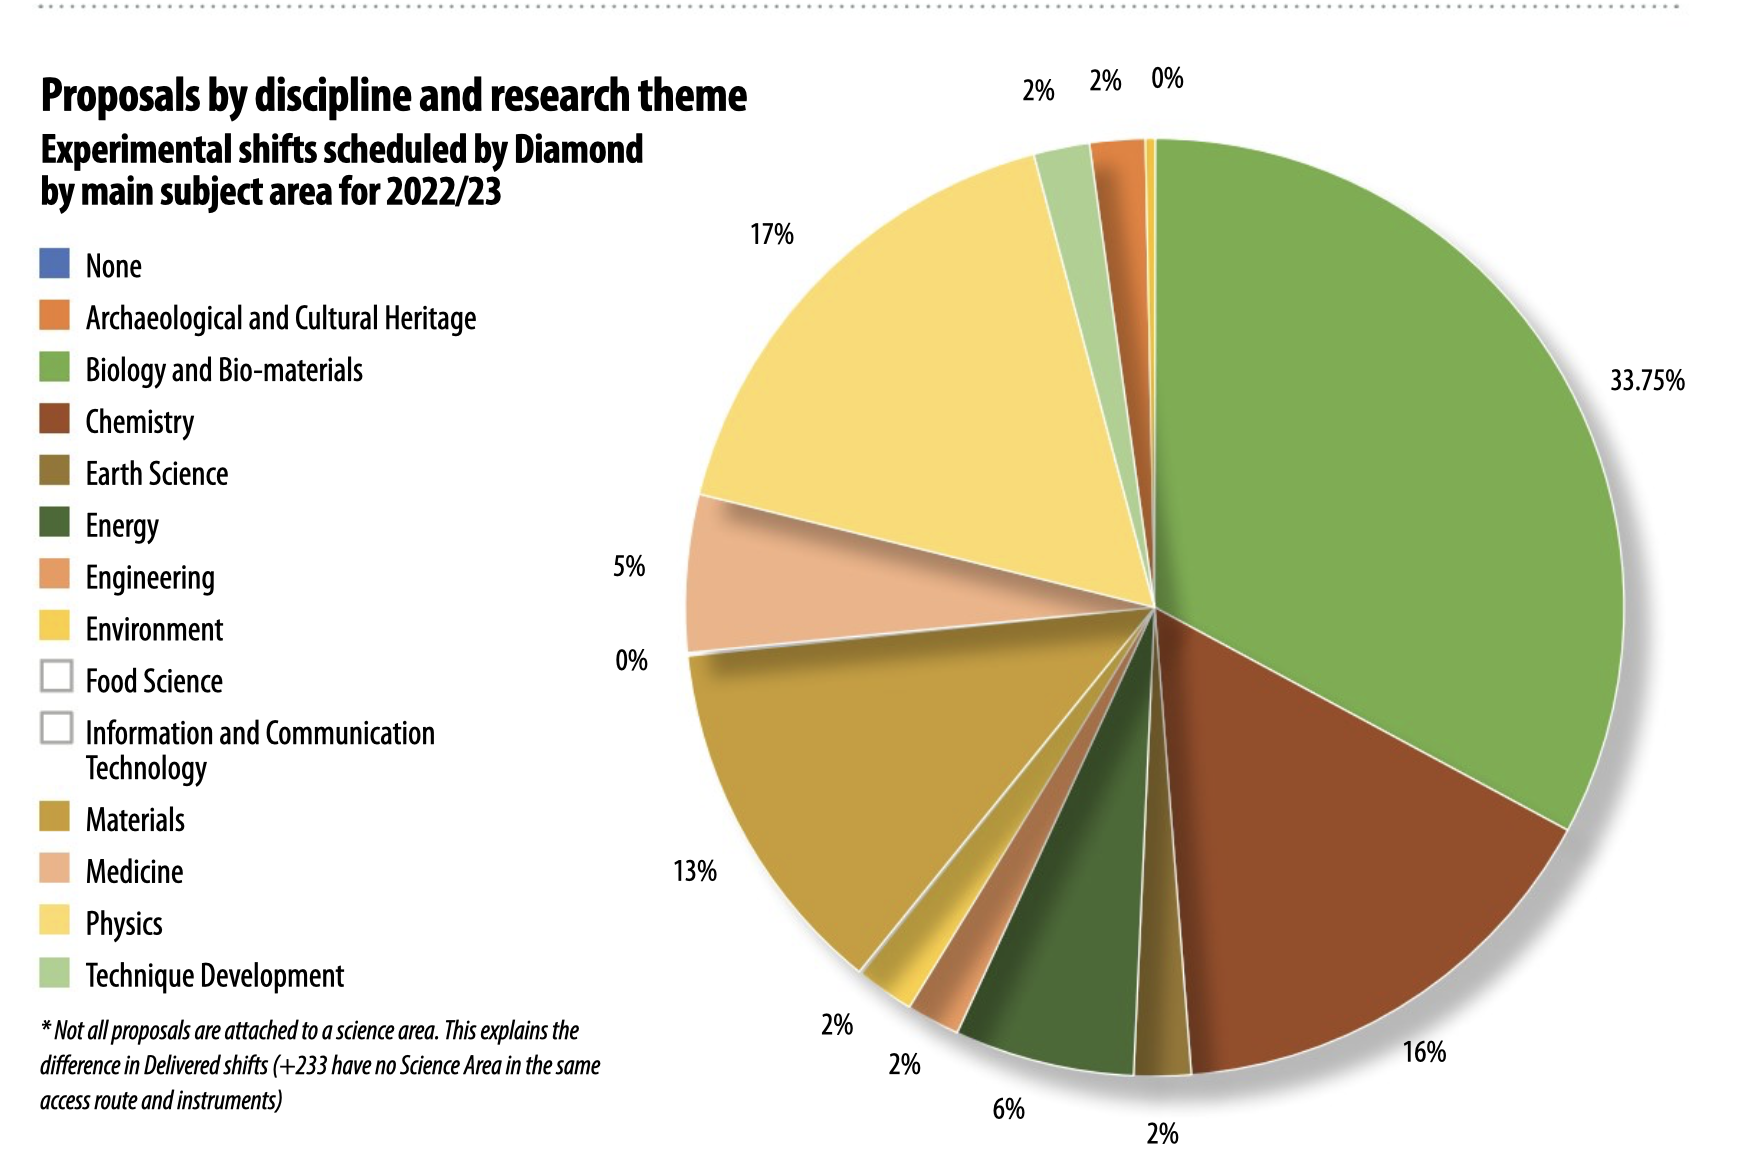 Proposals by discipline and research theme
Experimental shifts scheduled by Diamond
by main subject area for 2022/23
None
Archaeological and Cultural Heritage
Biology and Bio-materials
Chemistry
Earth Science
Energy
Engineering
Environment
Food Science
Information and Communication
Technology
Materials
Medicine
Physics
Technique Development
* Not all proposals are attached to a science area. This explains the
difference in Delivered shifts (+233 have no Science Area in the same
access route and instruments)
2%
2%
0%
33.75%
16%
2%
6%
2%
2%
13%
0%
5%
17%